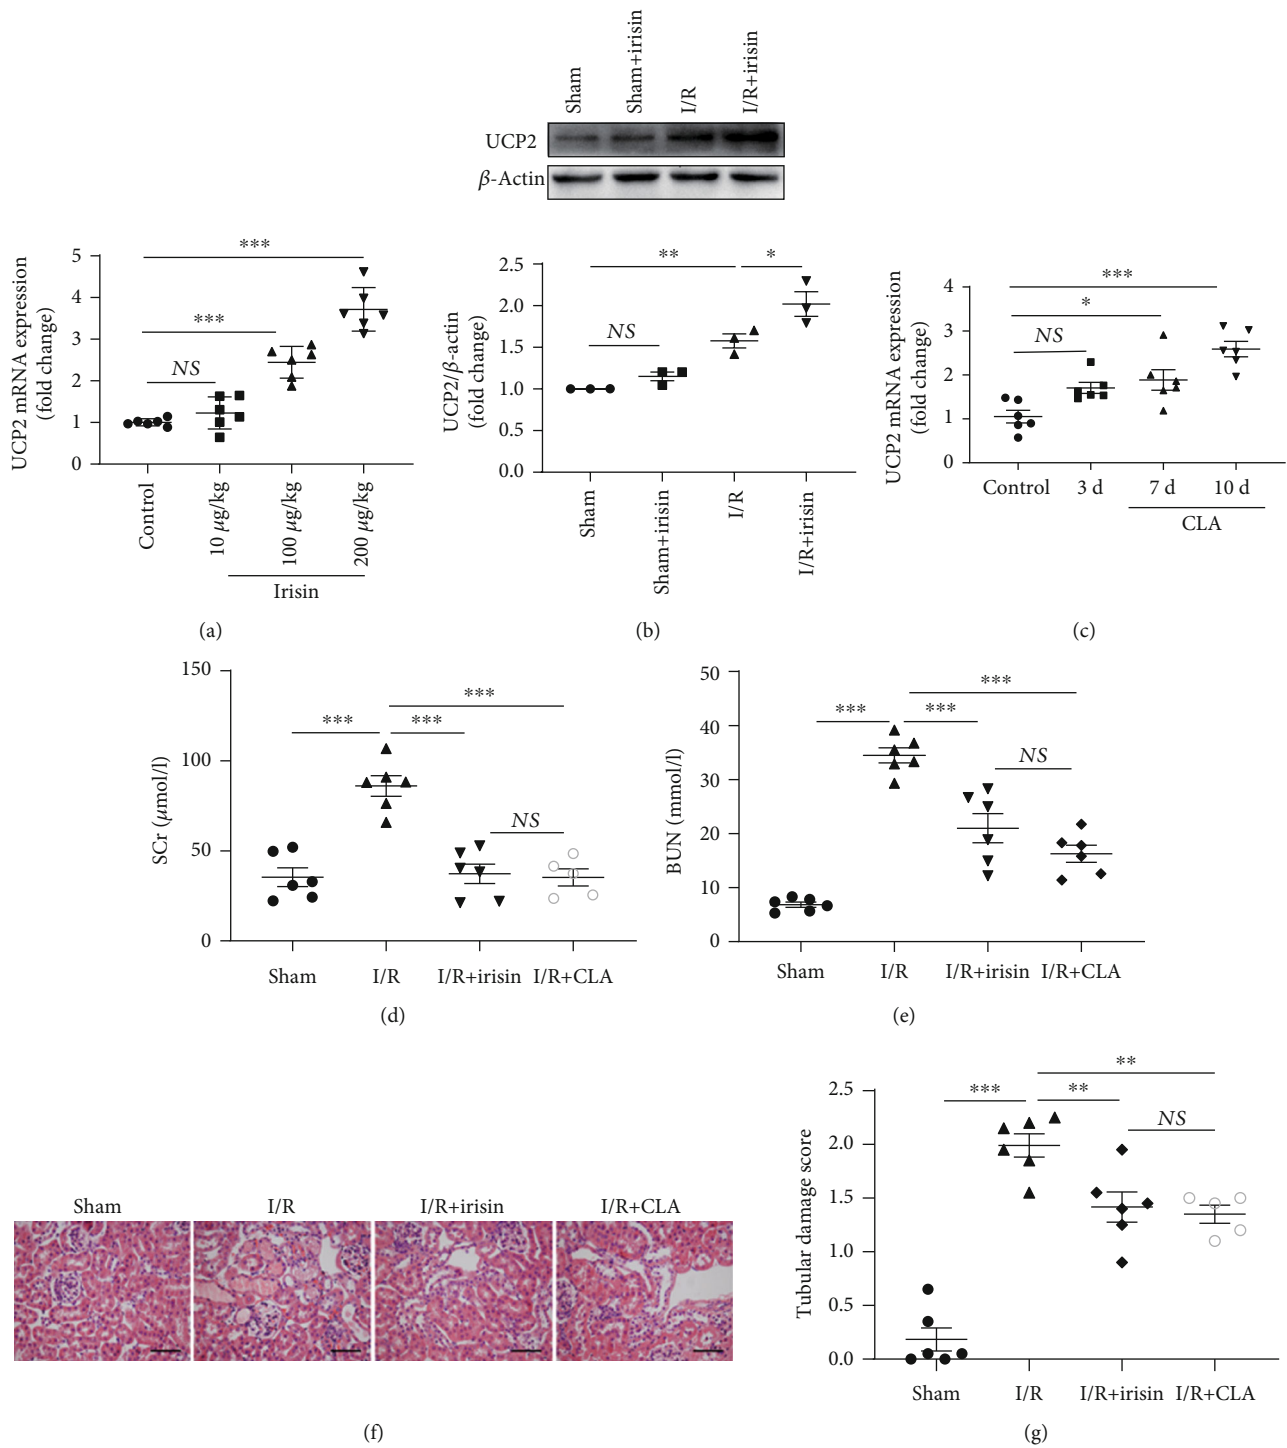 Sham
Sham+irisin
I/R
I/R+irisin
UCP2
β-Actin
UCP2 mRNA expression
(fold change)
5
4
3
2
1
0
***
***
NS
Control
10 μg/kg
100 μg/kg
200 μg/kg
Irisin
(a)
UCP2/β-actin
(fold change)
2.5
2.0
1.5
1.0
0.5
0.0
**
*
NS
Sham
Sham+irisin
I/R
I/R+irisin
(b)
UCP2 mRNA expression
(fold change)
4
3
2
1
0
***
*
NS
Control
3 d
7 d
10 d
CLA
(c)
SCr (μmol/l)
150
100
50
0
***
***
***
NS
Sham
I/R
I/R+irisin
I/R+CLA
(d)
BUN (mmol/l)
50
40
30
20
10
0
***
***
***
NS
Sham
I/R
I/R+irisin
I/R+CLA
(e)
Sham
I/R
I/R+irisin
I/R+CLA
(f)
Tubular damage score
2.5
2.0
1.5
1.0
0.5
0.0
**
***
**
NS
Sham
I/R
I/R+irisin
I/R+CLA
(g)